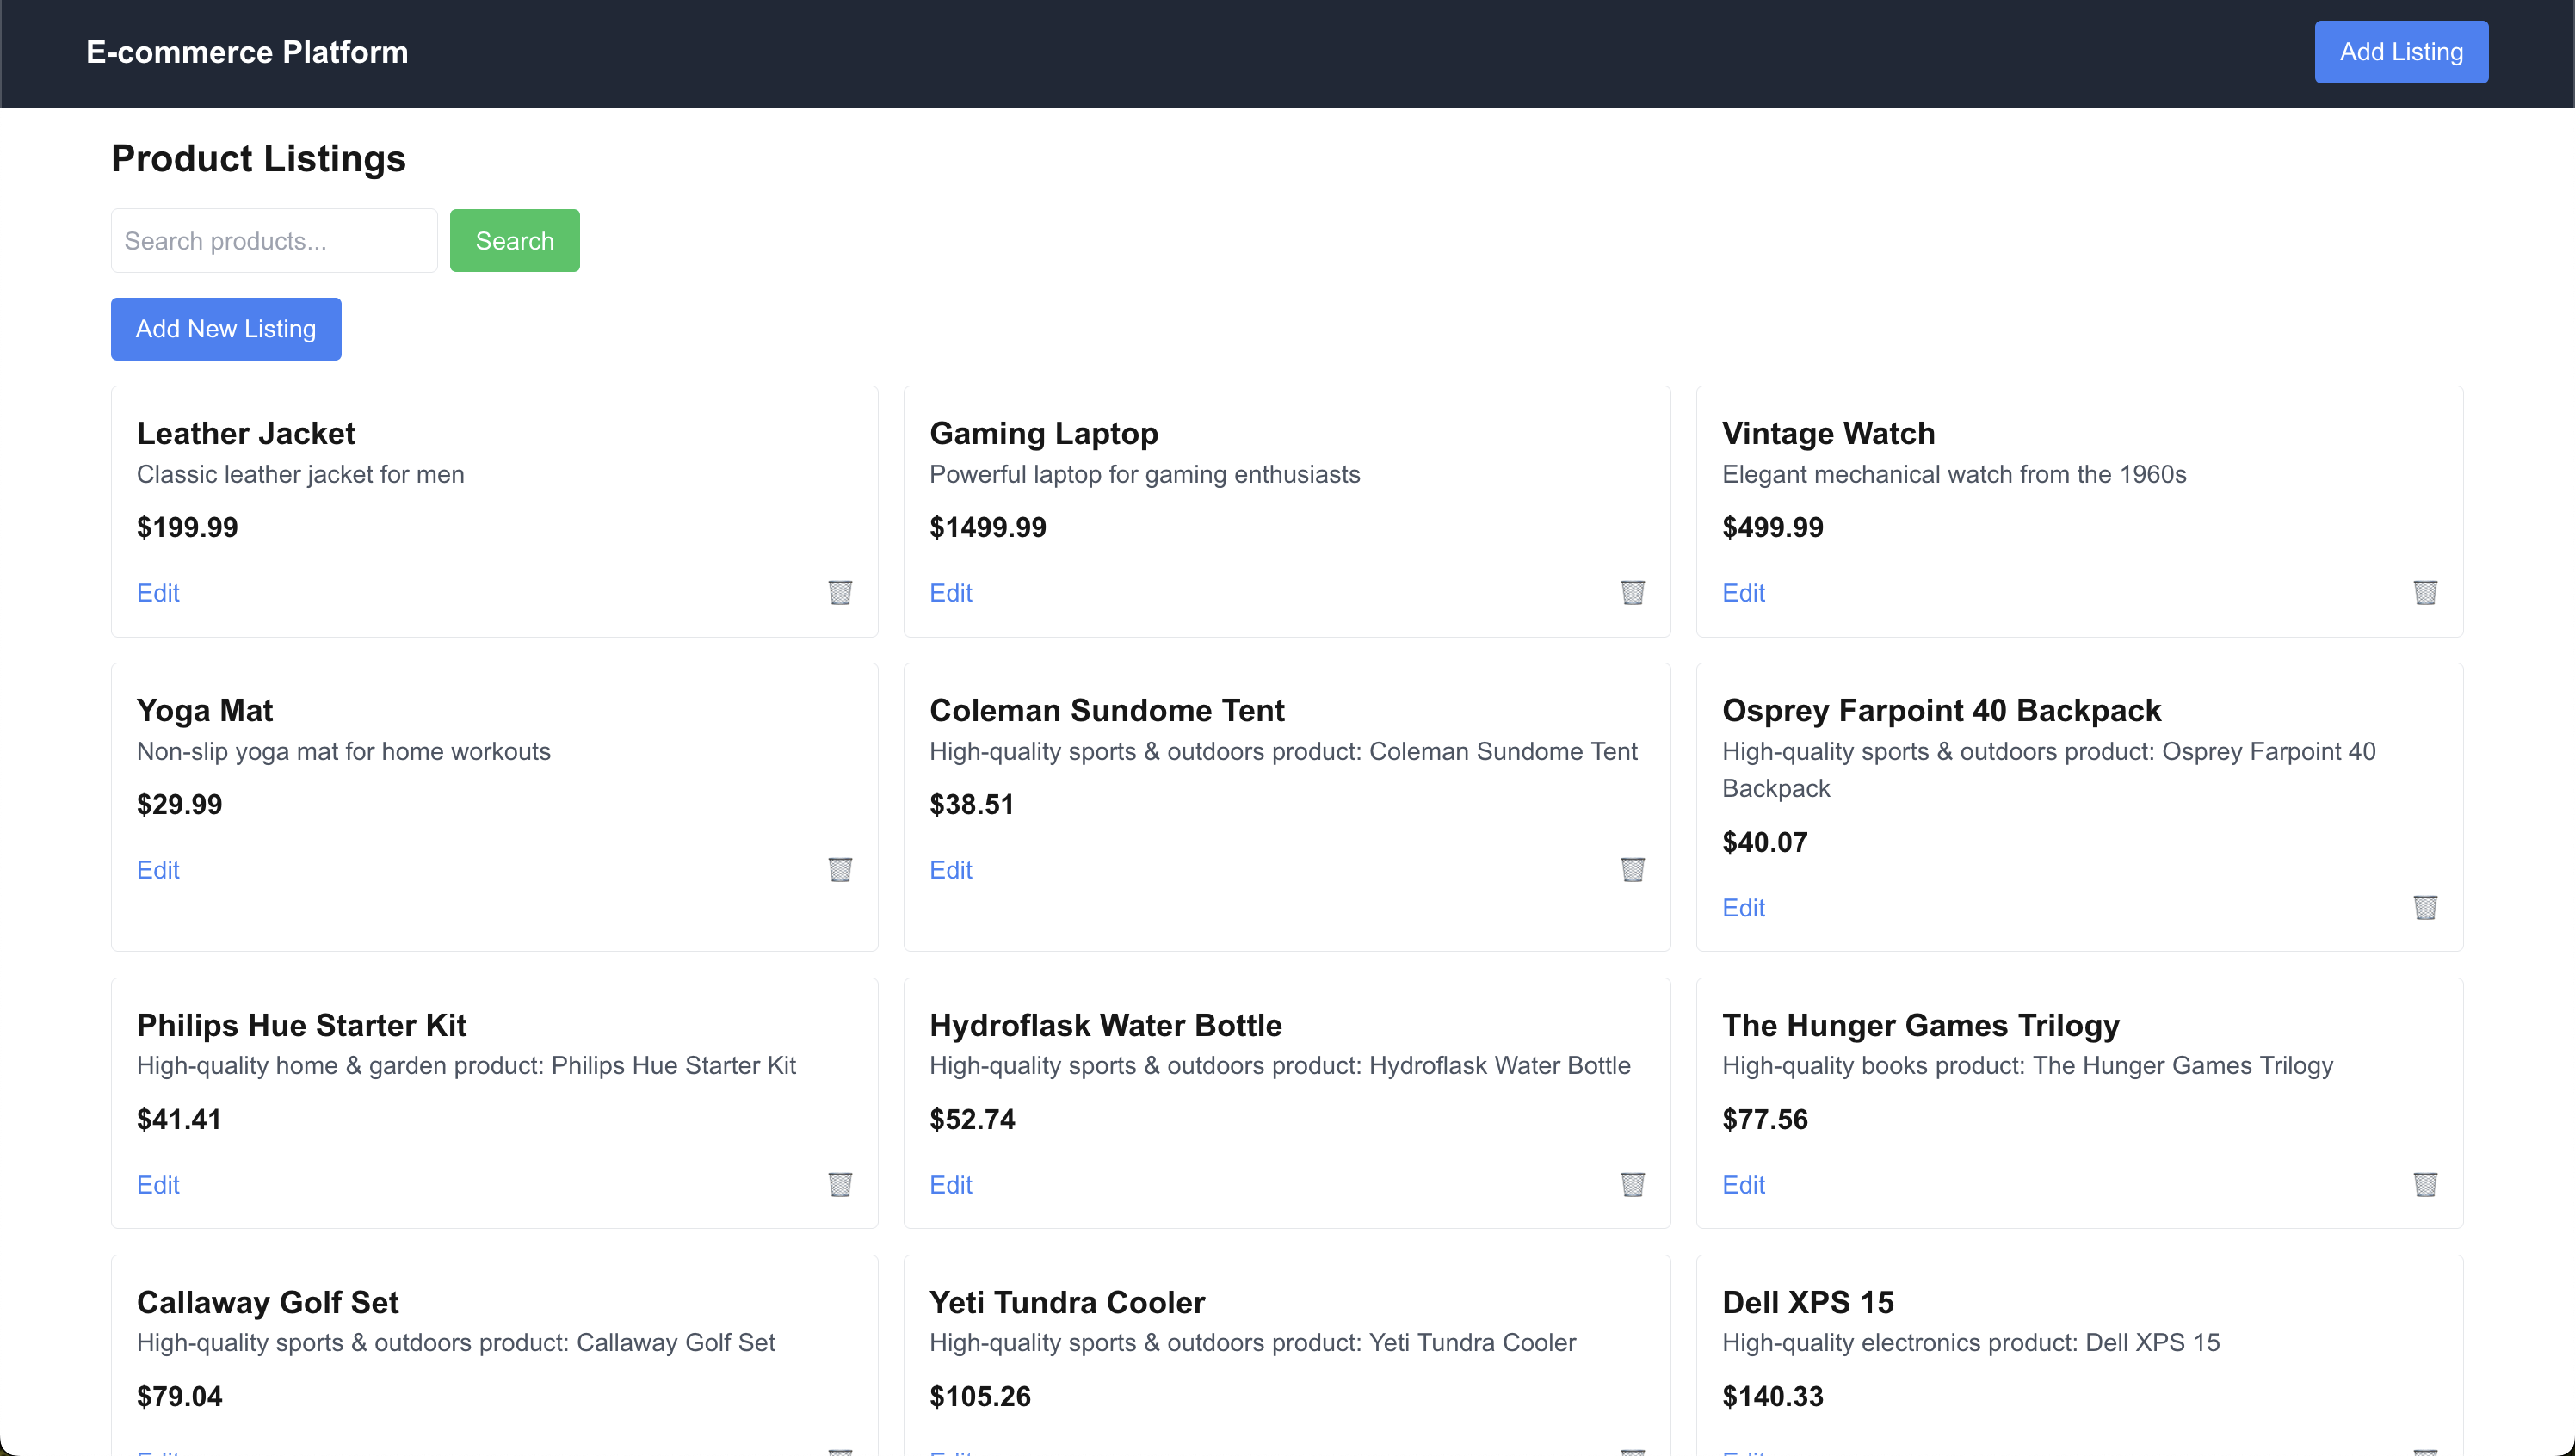 E-commerce Platform
Add Listing
Product Listings
Search products...
Search
Add New Listing
Leather Jacket
Classic leather jacket for men
$199.99
Edit
Gaming Laptop
Powerful laptop for gaming enthusiasts
$1499.99
Edit
Vintage Watch
Elegant mechanical watch from the 1960s
$499.99
Edit
Yoga Mat
Non-slip yoga mat for home workouts
$29.99
Edit
Coleman Sundome Tent
High-quality sports & outdoors product: Coleman Sundome Tent
$38.51
Edit
Osprey Farpoint 40 Backpack
High-quality sports & outdoors product: Osprey Farpoint 40
Backpack
$40.07
Edit
Philips Hue Starter Kit
High-quality home & garden product: Philips Hue Starter Kit
$41.41
Edit
Hydroflask Water Bottle
High-quality sports & outdoors product: Hydroflask Water Bottle
$52.74
Edit
The Hunger Games Trilogy
High-quality books product: The Hunger Games Trilogy
$77.56
Edit
Callaway Golf Set
High-quality sports & outdoors product: Callaway Golf Set
$79.04
Yeti Tundra Cooler
High-quality sports & outdoors product: Yeti Tundra Cooler
$105.26
Dell XPS 15
High-quality electronics product: Dell XPS 15
$140.33